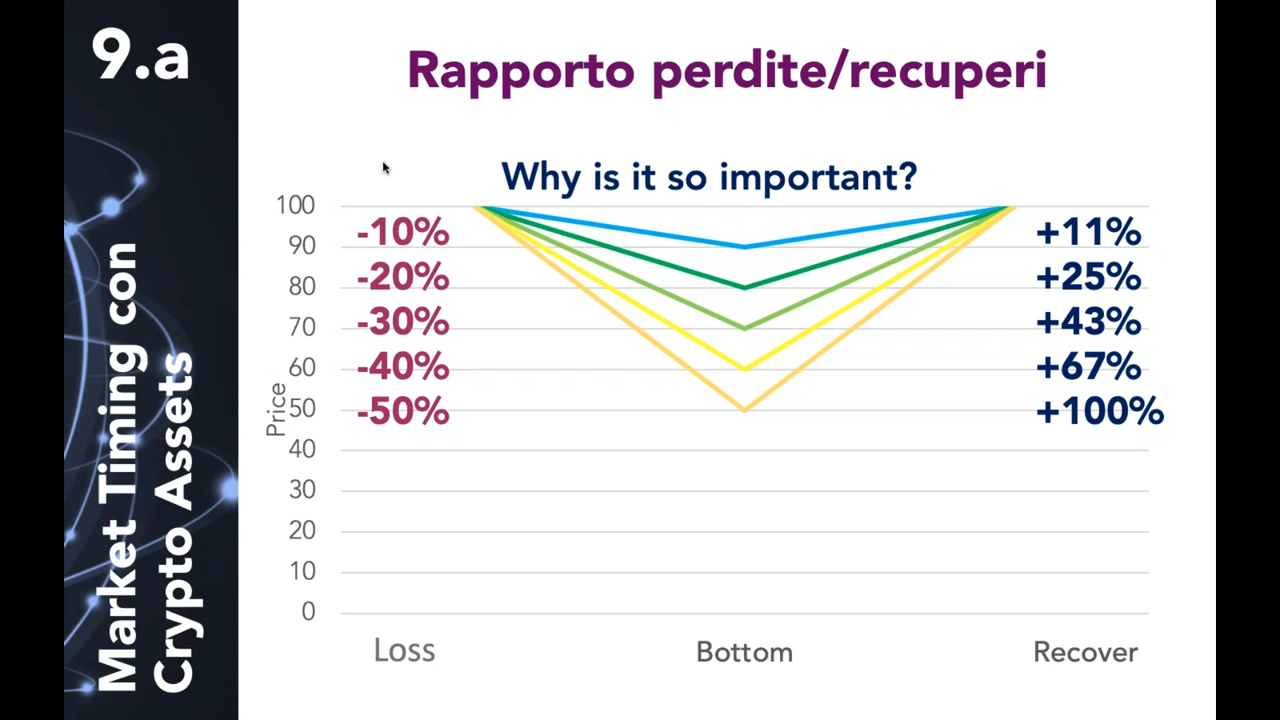 9.a
Market Timing con
Crypto Assets
Rapporto perdite/recuperi
Why is it so important?
Price
100
90
80
70
60
50
40
30
20
10
0
-10%
-20%
-30%
-40%
-50%
+11%
+25%
+43%
+67%
+100%
Loss
Bottom
Recover